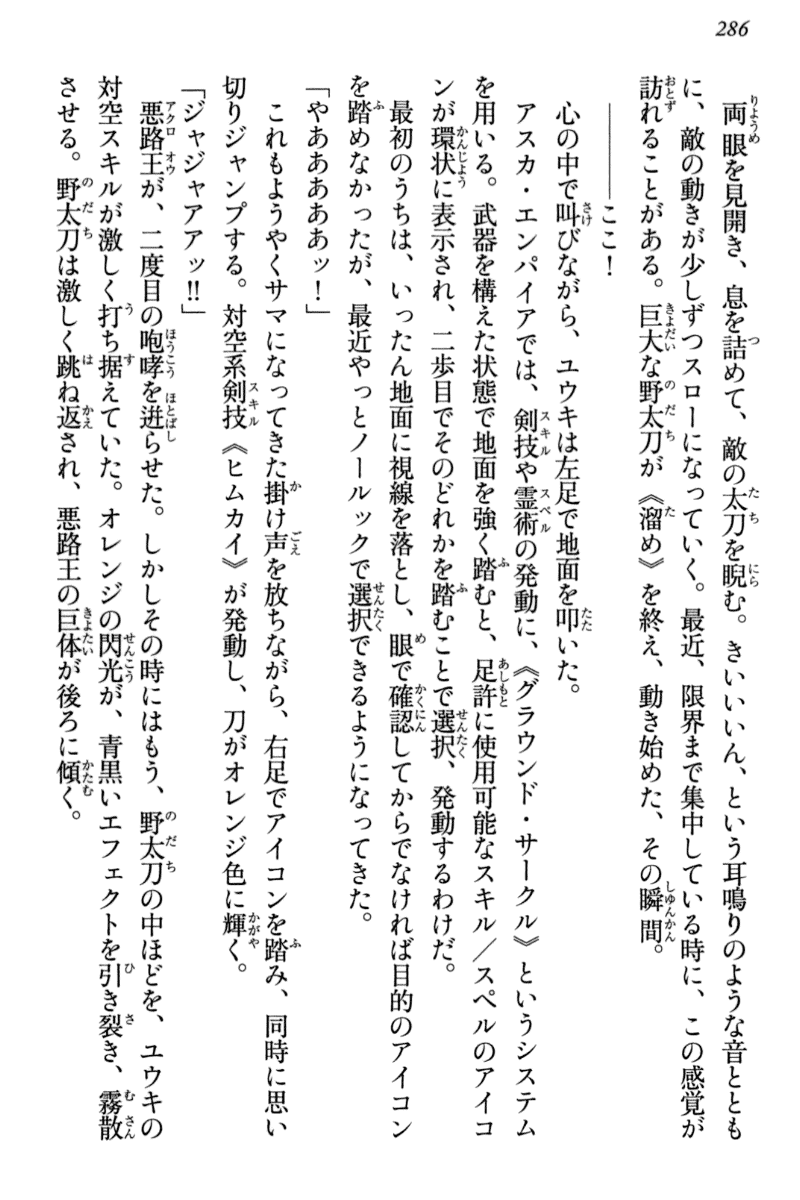 286
両眼を見開き、息を詰めて、敵の太刀を睨む。きいいいん、という耳鳴りのような音ととも
に、敵の動きが少しずつスローになっていく。最近、限界まで集中している時に、この感覚が
訪れることがある。巨大な野太刀が《溜め》を終え、動き始めた、その瞬間。
――ここ！
心の中で叫びながら、ユウキは左足で地面を叩いた。
アスカ・エンパイアでは、剣技や霊術の発動に、《グラウンド・サークル》というシステム
を用いる。武器を構えた状態で地面を強く踏むと、足許に使用可能なスキル／スペルのアイコ
ンが環状に表示され、二歩目でそのどれかを踏むことで選択、発動するわけだ。
最初のうちは、いったん地面に視線を落とし、眼で確認してからでなければ目的のアイコン
を踏めなかったが、最近やっとノールックで選択できるようになってきた。
「やああああぁッ！」
これもようやくサマになってきた掛け声を放ちながら、右足でアイコンを踏み、同時に思い
切りジャンプする。対空系剣技《ヒムカイ》が発動し、刀がオレンジ色に輝く。
「ジャジャアアッ!!」
悪路王が、二度目の咆哮を迸らせた。しかしその時にはもう、野太刀の中ほどを、ユウキの
対空スキルが激しく打ち据えていた。オレンジの閃光が、青黒いエフェクトを引き裂き、霧散
させる。野太刀は激しく跳ね返され、悪路王の巨体が後ろに傾く。